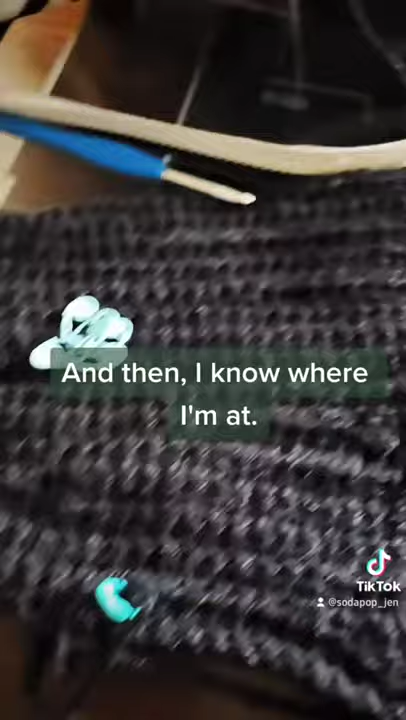 And then, I know where
I'm at.
TikTok
@sodapop_jen